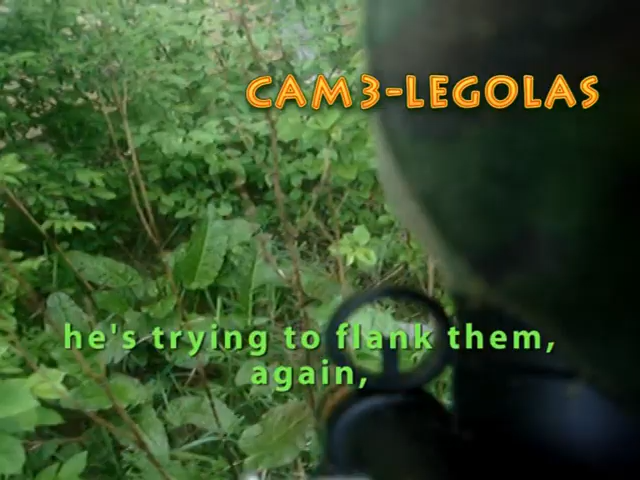 CAM3-LEGOLAS
he's trying to flank them,
again,